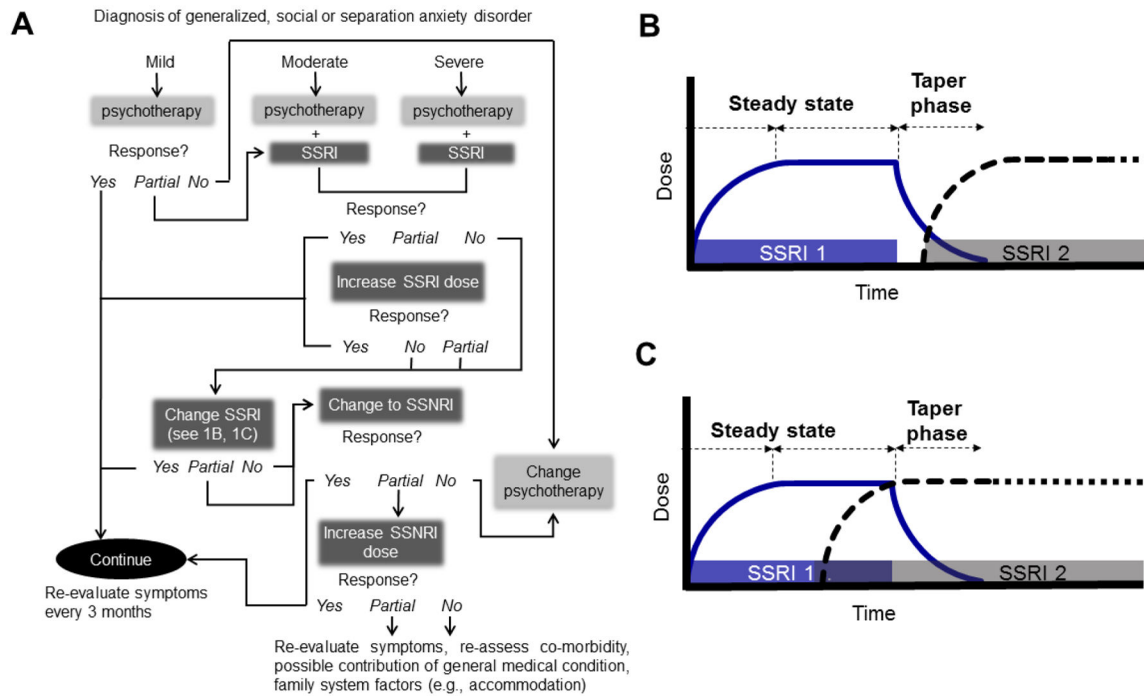 A
Diagnosis of generalized, social or separation anxiety disorder
Mild
Moderate
Severe
psychotherapy
psychotherapy
psychotherapy
+
+
Response?
SSRI
SSRI
Yes Partial No
Response?
Yes Partial No
Increase SSRI dose
Response?
Yes No Partial
Change SSRI
(see 1B, 1C)
Change to SSNRI
Response?
Yes Partial No
Yes Partial No
Change
psychotherapy
Increase SSNRI
dose
Continue
Response?
Re-evaluate symptoms
every 3 months
Yes Partial No
Re-evaluate symptoms, re-assess co-morbidity,
possible contribution of general medical condition,
family system factors (e.g., accommodation)
B
Steady state
Taper
phase
Dose
SSRI 1
SSRI 2
Time
C
Steady state
Taper
phase
Dose
SSRI 1
SSRI 2
Time